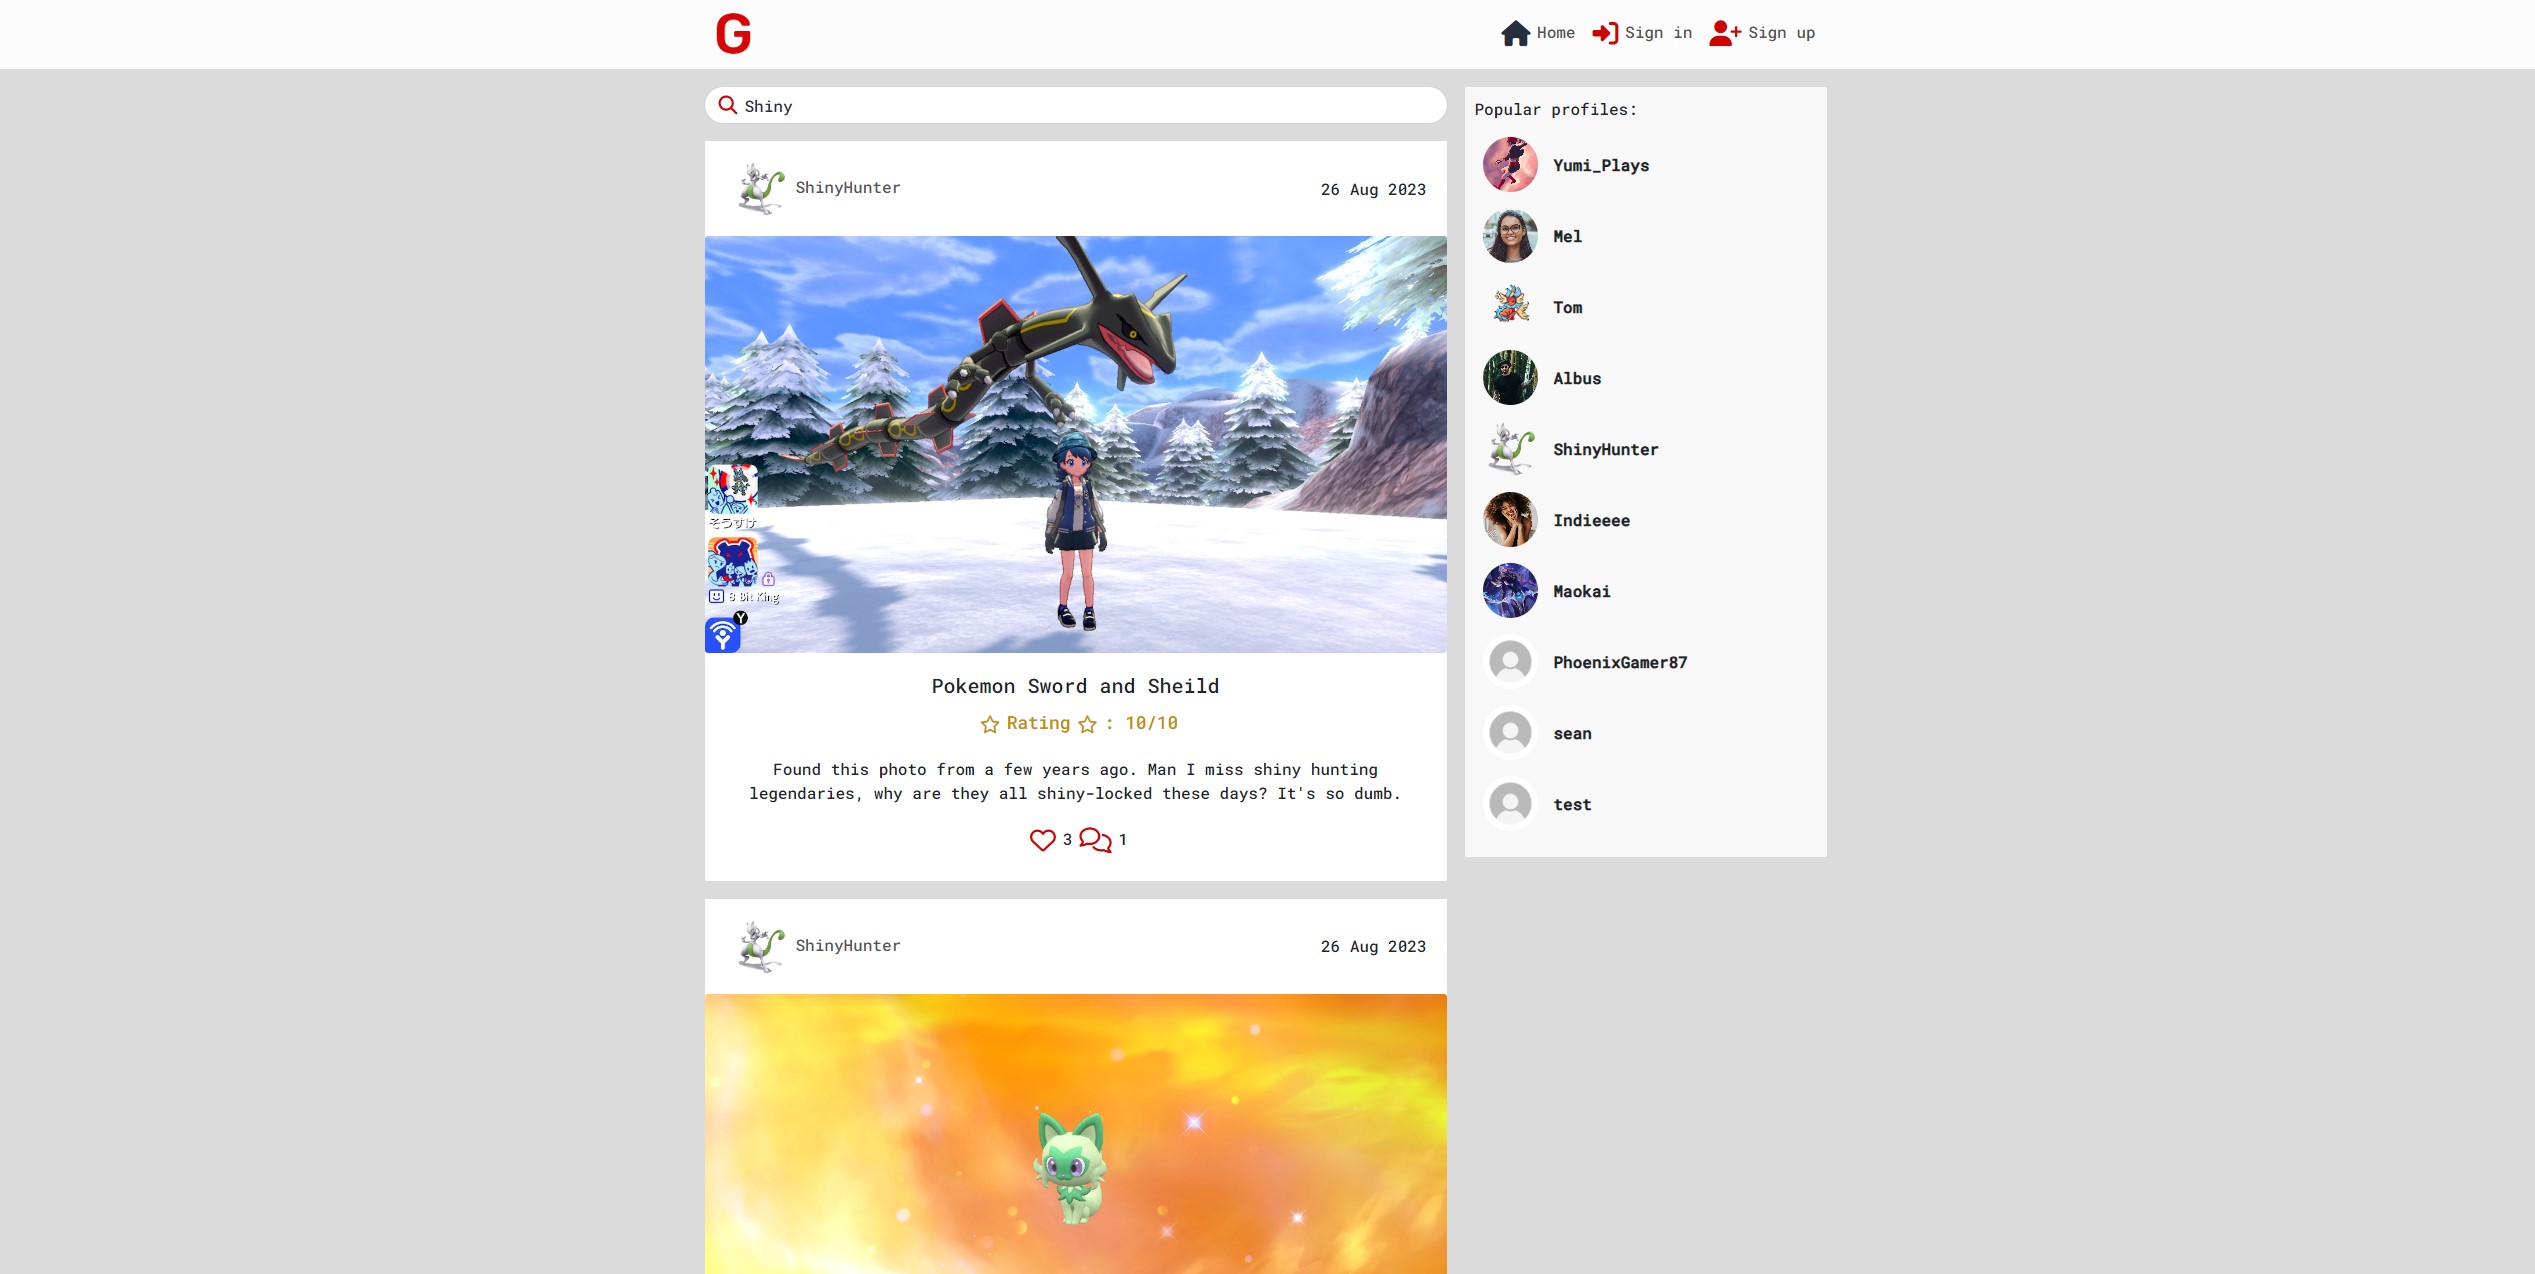 G
Home Sign in Sign up
Shiny
ShinyHunter 26 Aug 2023
そうすけ
8 Bit King
Y
Pokemon Sword and Sheild
Rating : 10/10
Found this photo from a few years ago. Man I miss shiny hunting
legendaries, why are they all shiny-locked these days? It's so dumb.
3 1
ShinyHunter 26 Aug 2023
Popular profiles:
Yumi_Plays
Mel
Tom
Albus
ShinyHunter
Indieeee
Maokai
PhoenixGamer87
sean
test